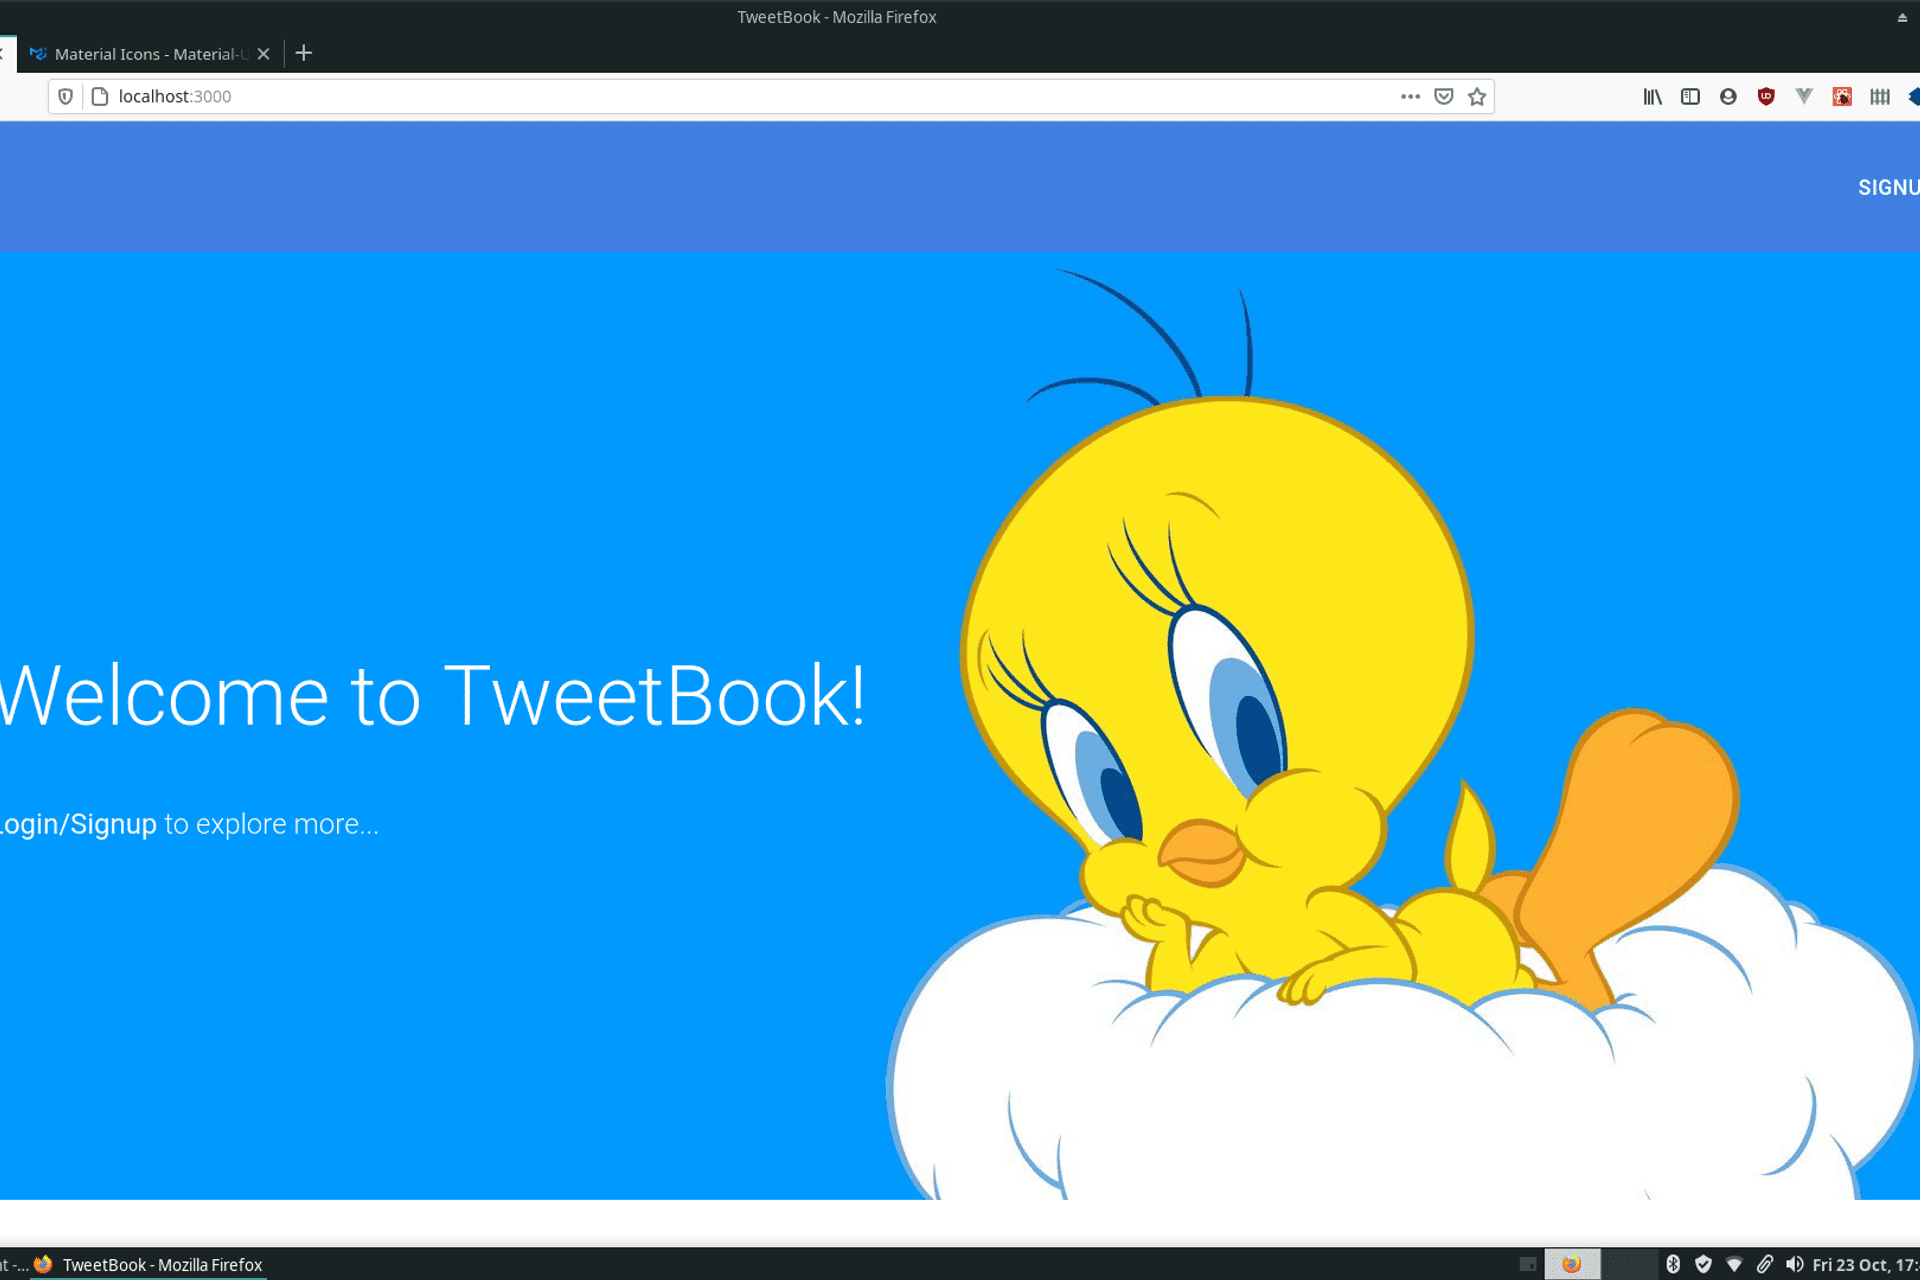 TweetBook - Mozilla Firefox
Material Icons - Material-U
localhost:3000
SIGNU
Welcome to TweetBook!
Login/Signup to explore more...
nt -... TweetBook - Mozilla Firefox
Fri 23 Oct, 17: